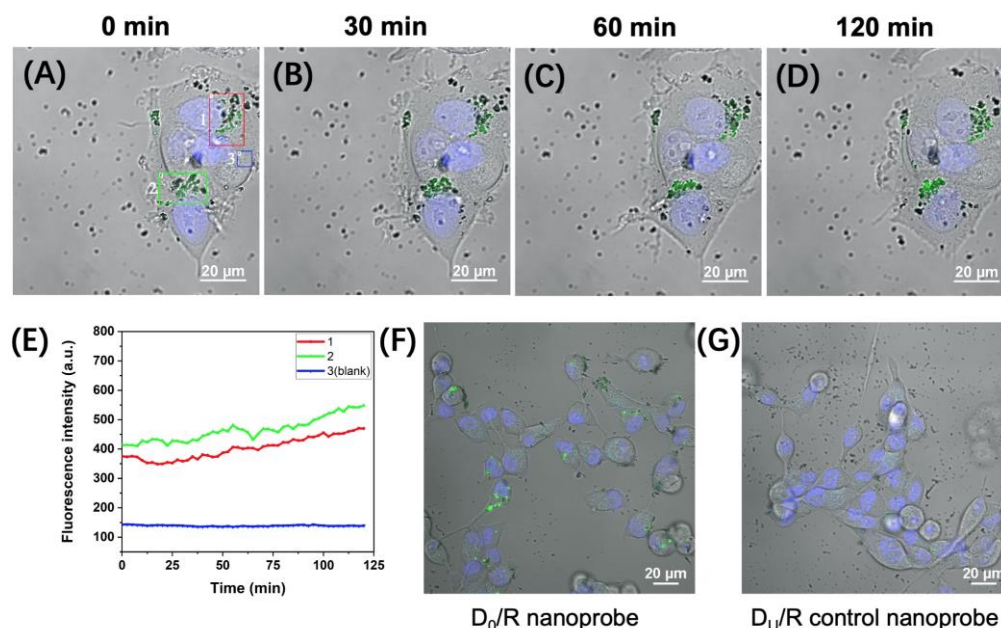 0 min
30 min
60 min
120 min
(A)
(B)
(C)
(D)
1
2
3
20 µm
20 µm
20 µm
20 µm
(E)
Fluorescence intensity (a.u.)
800
700
600
500
400
300
200
100
0
25
50
75
100
125
Time (min)
1
2
3(blank)
(F)
20 µm
D₀/R nanoprobe
(G)
20 µm
Dᴜ/R control nanoprobe